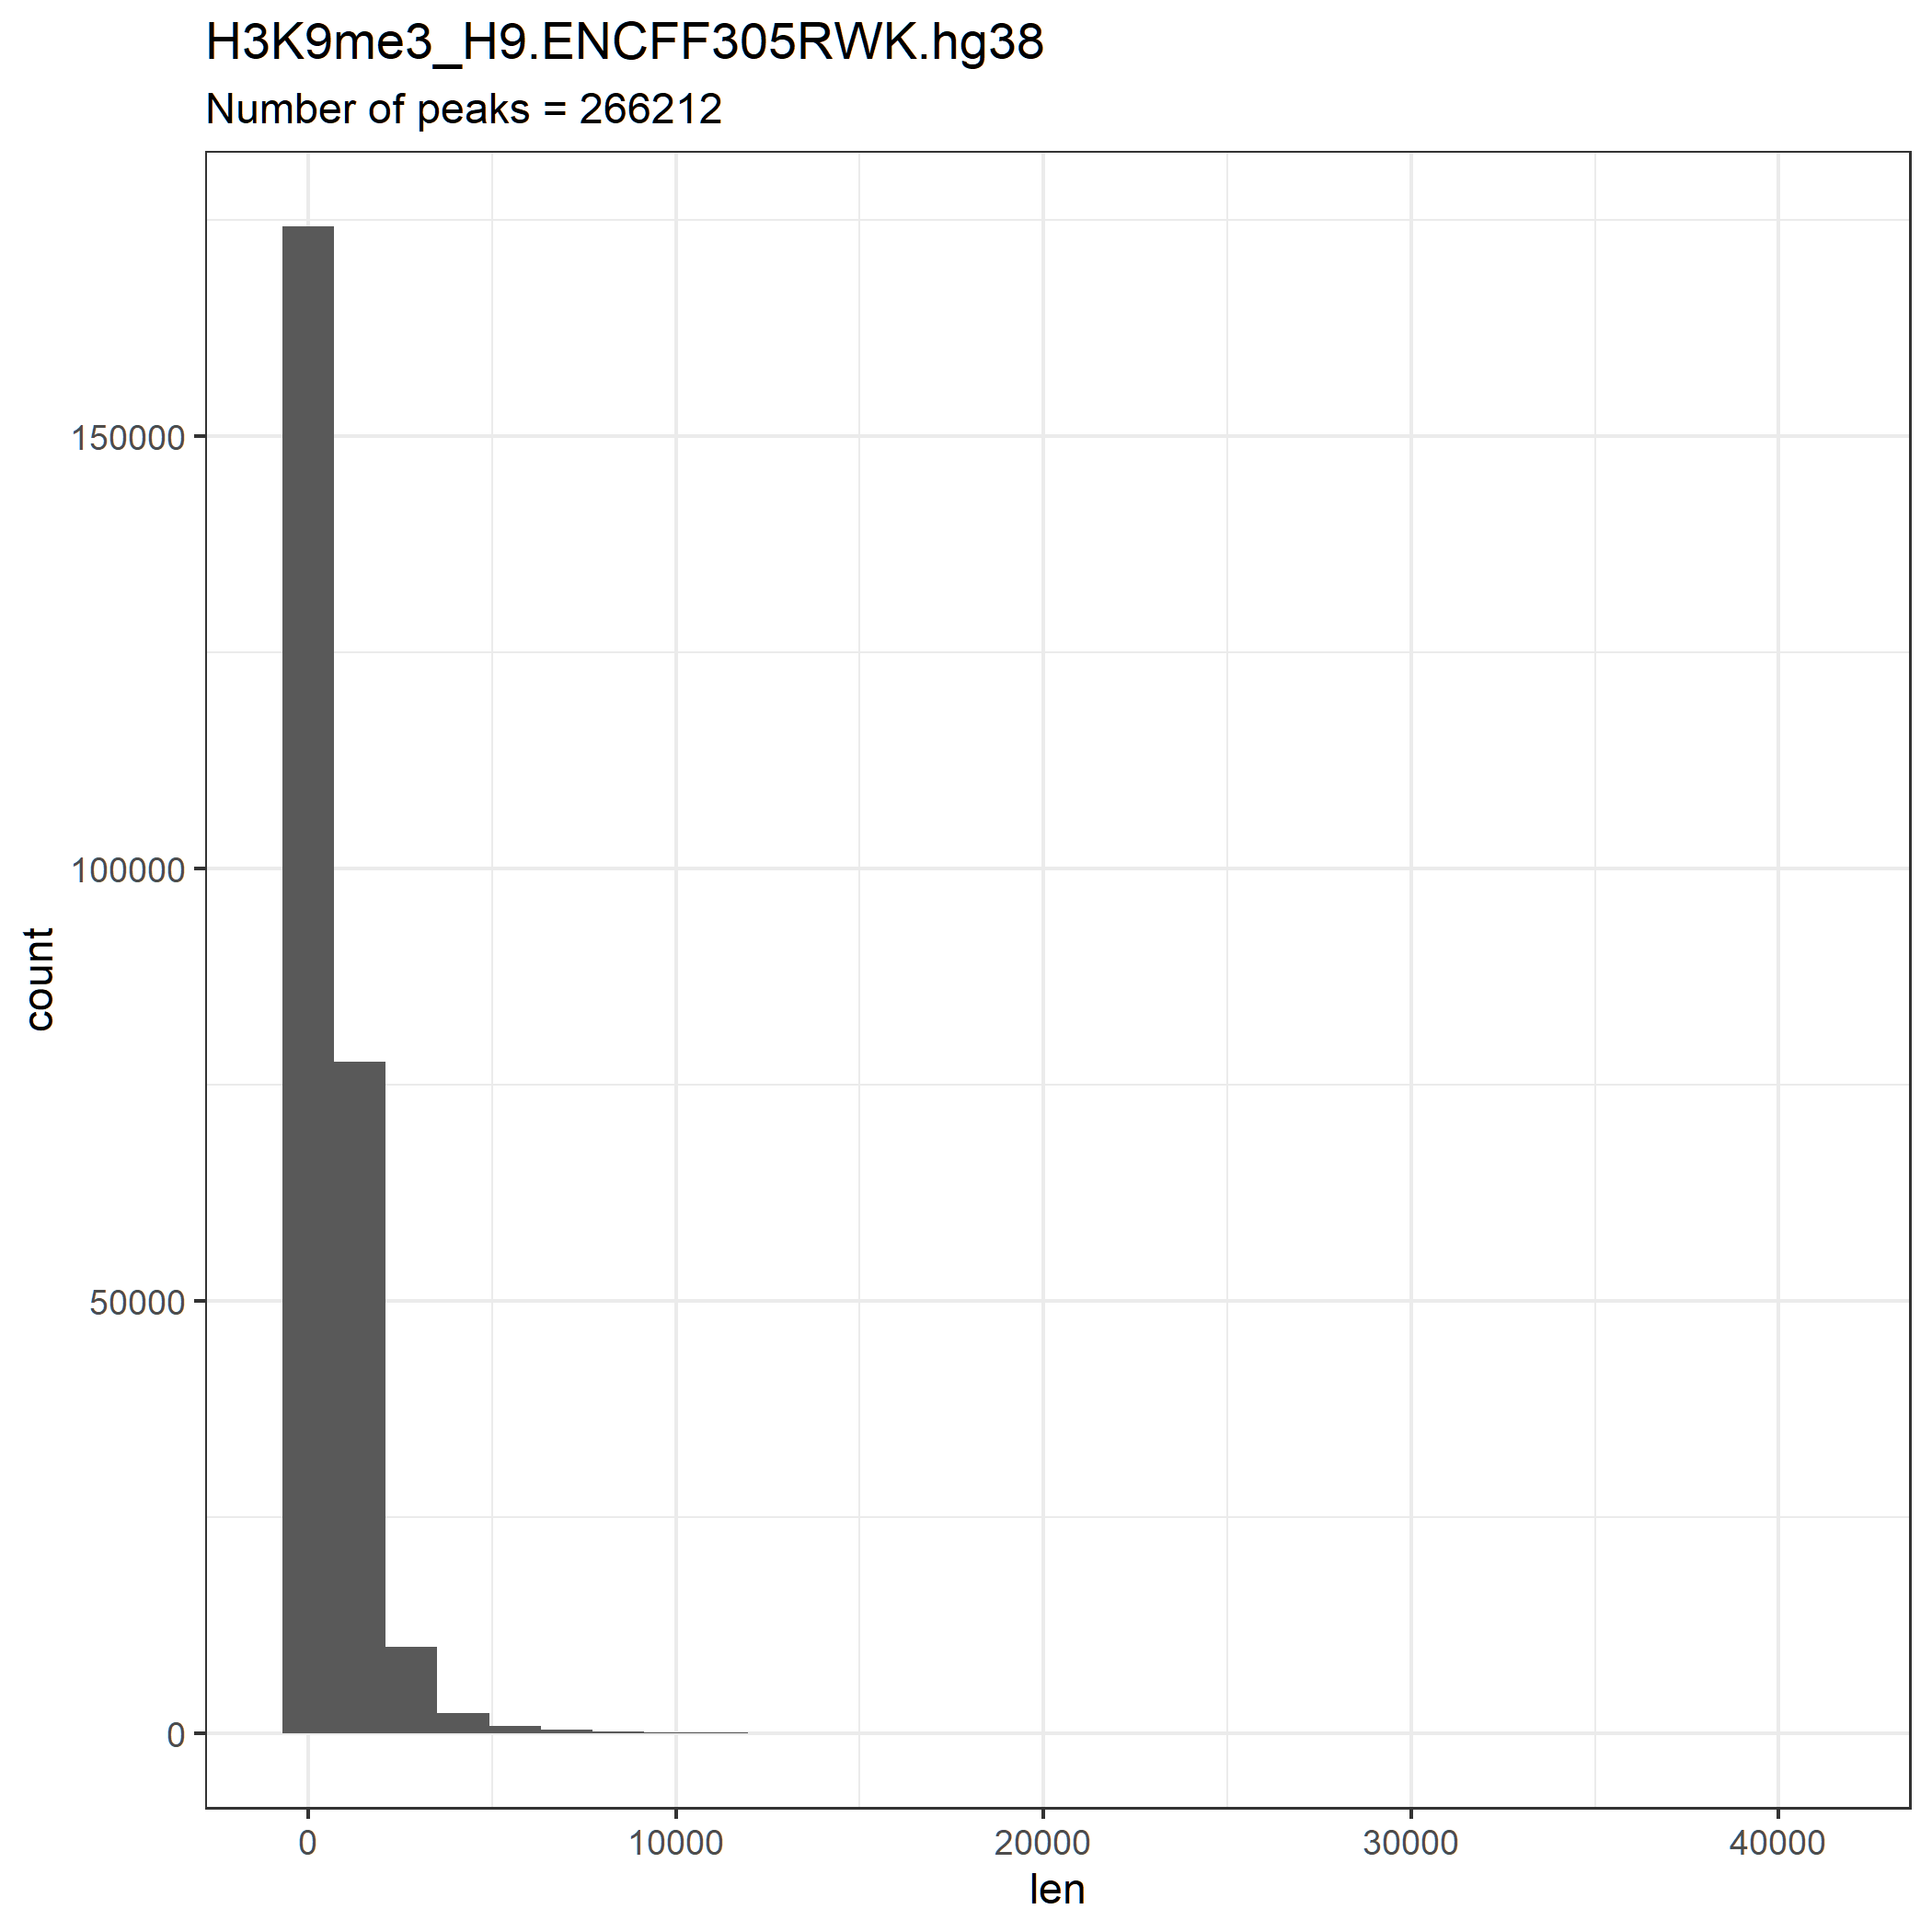 H3K9me3_H9.ENCFF305RWK.hg38
Number of peaks = 266212
150000
100000
50000
0
count
0 10000 20000 30000 40000
len